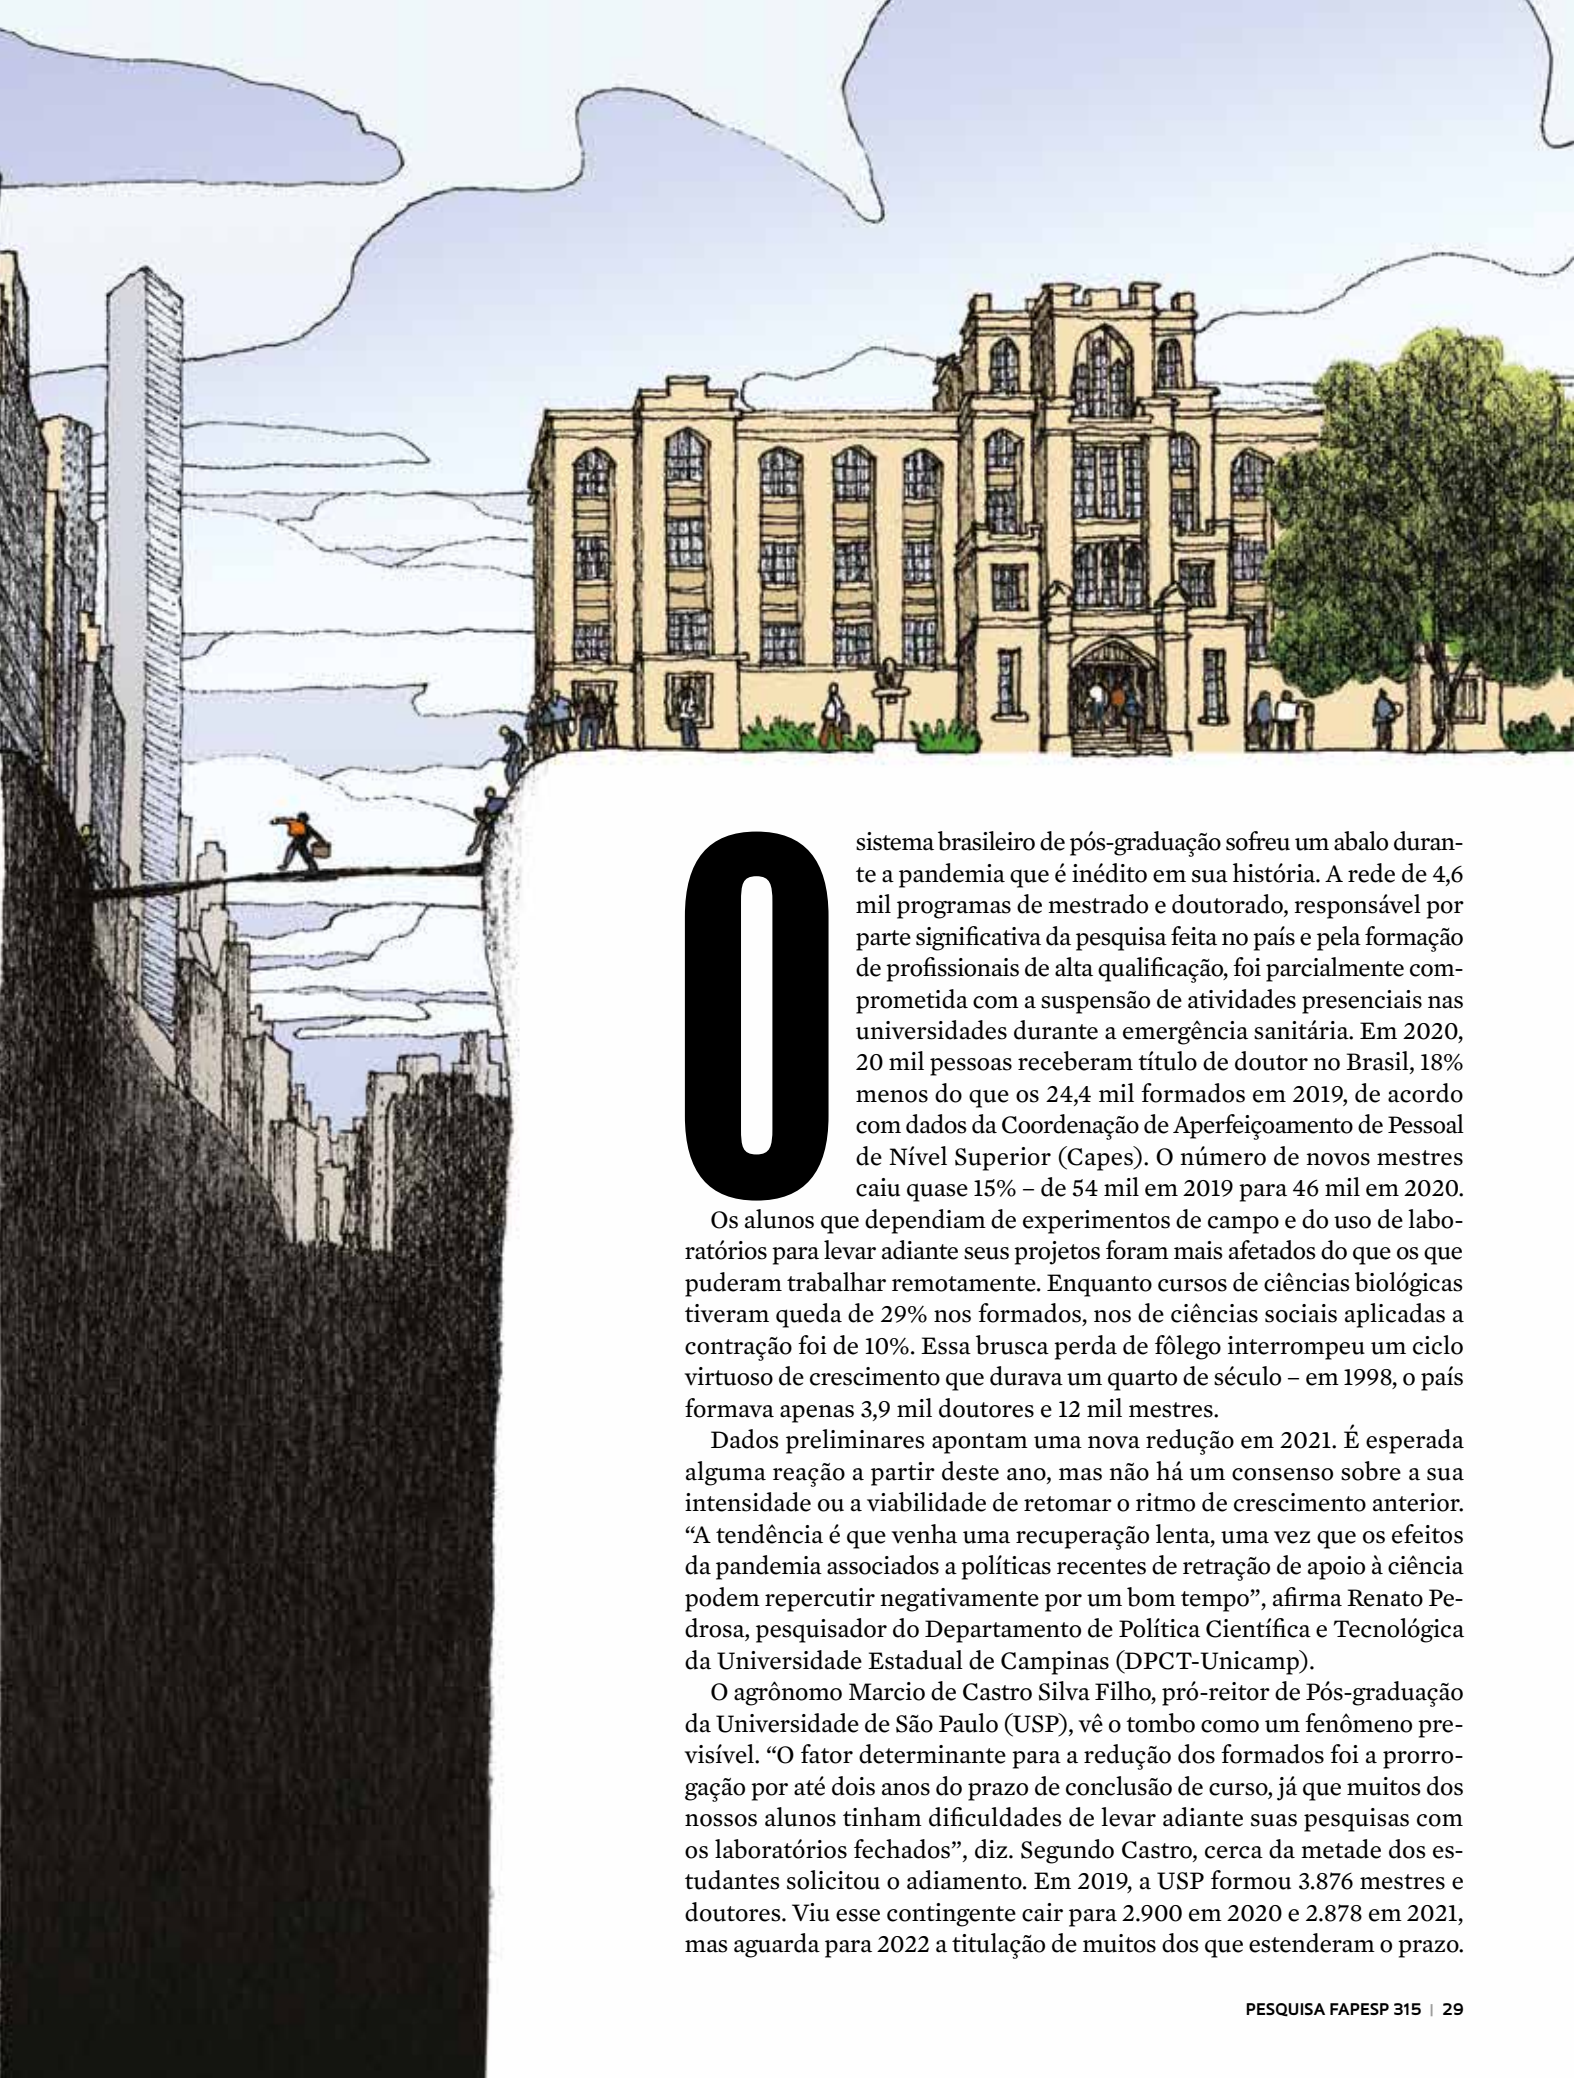 O sistema brasileiro de pós-graduação sofreu um abalo duran-
te a pandemia que é inédito em sua história. A rede de 4,6
mil programas de mestrado e doutorado, responsável por
parte significativa da pesquisa feita no país e pela formação
de profissionais de alta qualificação, foi parcialmente com-
prometida com a suspensão de atividades presenciais nas
universidades durante a emergência sanitária. Em 2020,
20 mil pessoas receberam título de doutor no Brasil, 18%
menos do que os 24,4 mil formados em 2019, de acordo
com dados da Coordenação de Aperfeiçoamento de Pessoal
de Nível Superior (Capes). O número de novos mestres
caiu quase 15% – de 54 mil em 2019 para 46 mil em 2020.
Os alunos que dependiam de experimentos de campo e do uso de labo-
ratórios para levar adiante seus projetos foram mais afetados do que os que
puderam trabalhar remotamente. Enquanto cursos de ciências biológicas
tiveram queda de 29% nos formados, nos de ciências sociais aplicadas a
contração foi de 10%. Essa brusca perda de fôlego interrompeu um ciclo
virtuoso de crescimento que durava um quarto de século – em 1998, o país
formava apenas 3,9 mil doutores e 12 mil mestres.
Dados preliminares apontam uma nova redução em 2021. É esperada
alguma reação a partir deste ano, mas não há um consenso sobre a sua
intensidade ou a viabilidade de retomar o ritmo de crescimento anterior.
“A tendência é que venha uma recuperação lenta, uma vez que os efeitos
da pandemia associados a políticas recentes de retração de apoio à ciência
podem repercutir negativamente por um bom tempo”, afirma Renato Pe-
drosa, pesquisador do Departamento de Política Científica e Tecnológica
da Universidade Estadual de Campinas (DPCT-Unicamp).
O agrônomo Marcio de Castro Silva Filho, pró-reitor de Pós-graduação
da Universidade de São Paulo (USP), vê o tombo como um fenômeno pre-
visível. “O fator determinante para a redução dos formados foi a prorro-
gação por até dois anos do prazo de conclusão de curso, já que muitos dos
nossos alunos tinham dificuldades de levar adiante suas pesquisas com
os laboratórios fechados”, diz. Segundo Castro, cerca da metade dos es-
tudantes solicitou o adiamento. Em 2019, a USP formou 3.876 mestres e
doutores. Viu esse contingente cair para 2.900 em 2020 e 2.878 em 2021,
mas aguarda para 2022 a titulação de muitos dos que estenderam o prazo.
PESQUISA FAPESP 315 | 29